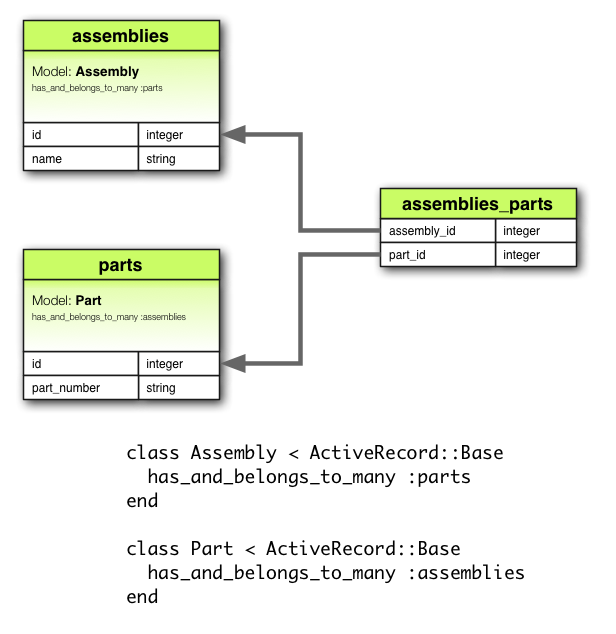 assemblies
Model: Assembly
has_and_belongs_to_many :parts
id integer
name string
assemblies_parts
assembly_id integer
part_id integer
parts
Model: Part
has_and_belongs_to_many :assemblies
id integer
part_number string
class Assembly < ActiveRecord::Base
  has_and_belongs_to_many :parts
end
class Part < ActiveRecord::Base
  has_and_belongs_to_many :assemblies
end